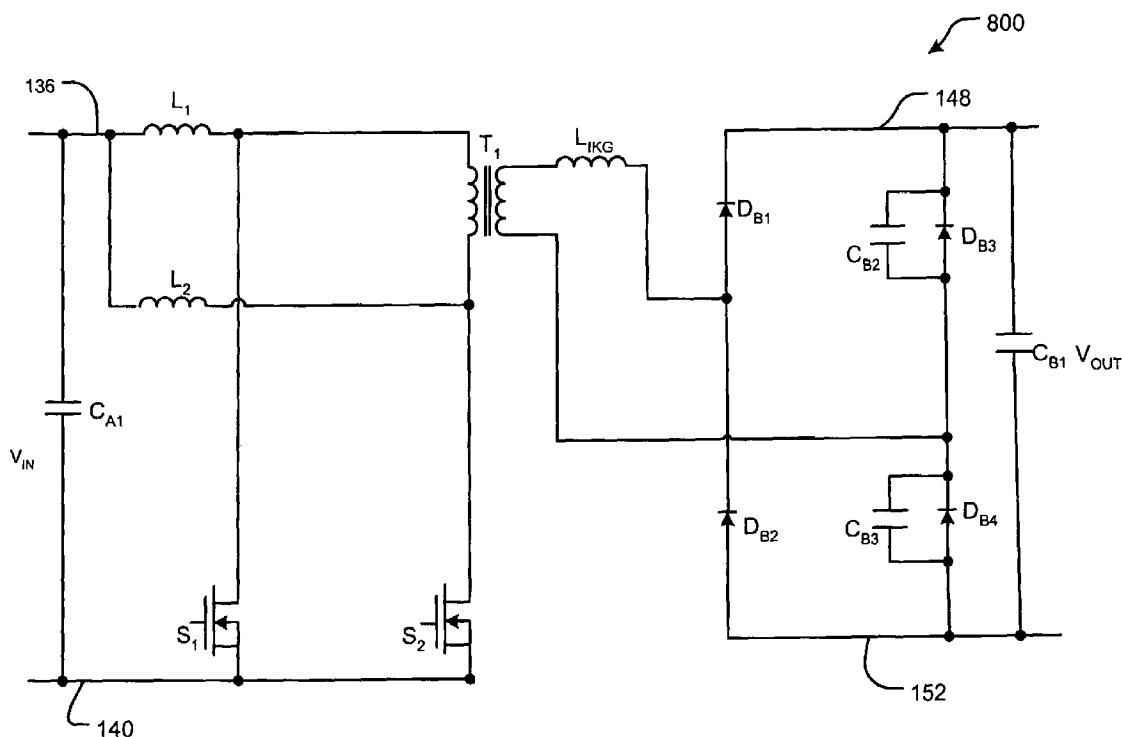 800
136
L1
148
T1
LIKG
DB1
CB2
DB3
L2
CB1 VOUT
CA1
VIN
DB2
CB3
DB4
S1
S2
152
140